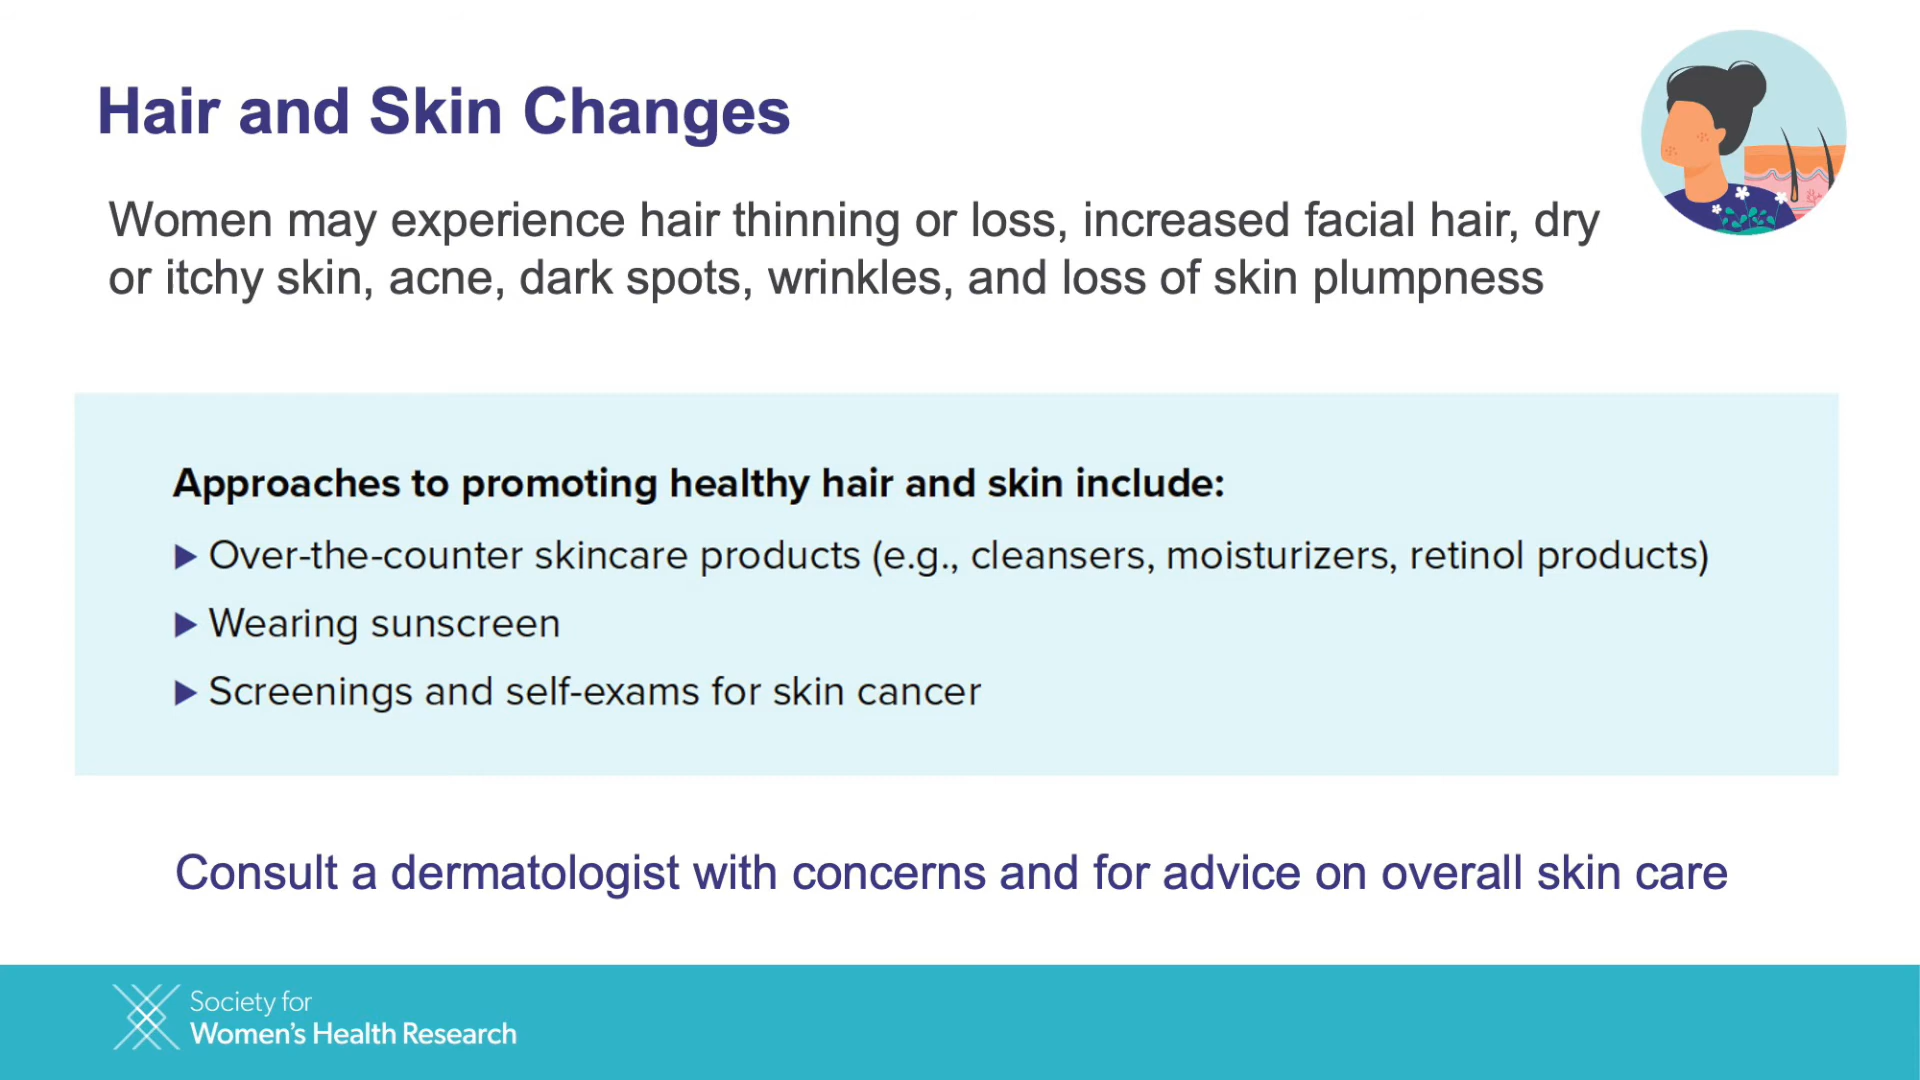 Hair and Skin Changes
Women may experience hair thinning or loss, increased facial hair, dry
or itchy skin, acne, dark spots, wrinkles, and loss of skin plumpness
Approaches to promoting healthy hair and skin include:
▶ Over-the-counter skincare products (e.g., cleansers, moisturizers, retinol products)
▶ Wearing sunscreen
▶ Screenings and self-exams for skin cancer
Consult a dermatologist with concerns and for advice on overall skin care
Society for
Women's Health Research